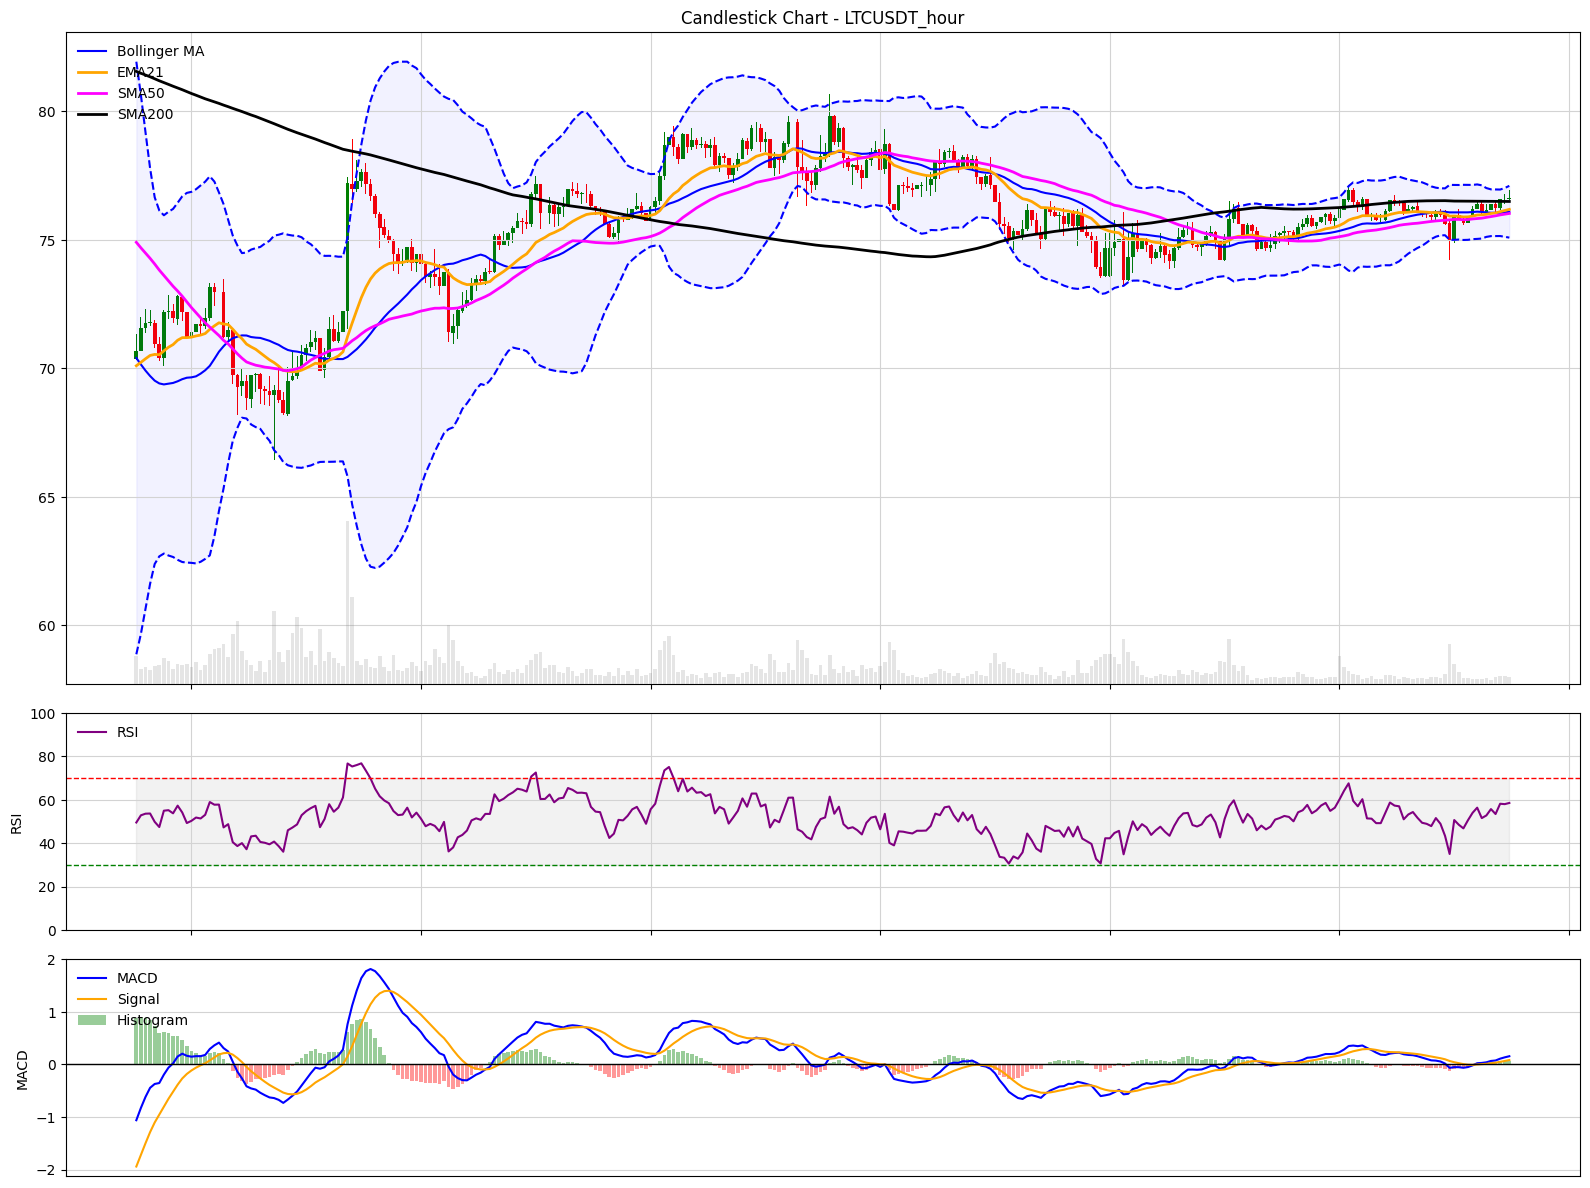 Candlestick Chart - LTCUSDT_hour
Bollinger MA
EMA21
SMA50
SMA200
80
75
70
65
60
RSI
100
80
60
40
20
0
RSI
MACD
Signal
Histogram
2
1
0
−1
−2
MACD